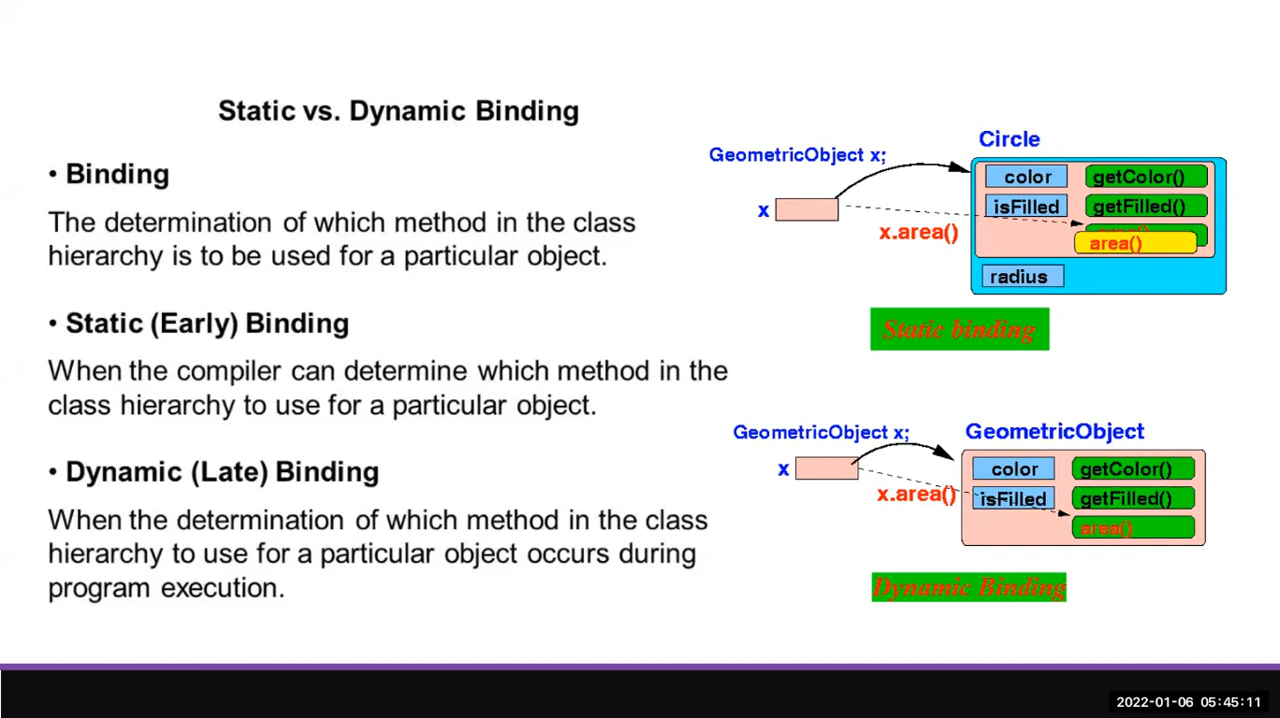 Static vs. Dynamic Binding
• Binding
The determination of which method in the class
hierarchy is to be used for a particular object.
• Static (Early) Binding
When the compiler can determine which method in the
class hierarchy to use for a particular object.
• Dynamic (Late) Binding
When the determination of which method in the class
hierarchy to use for a particular object occurs during
program execution.
Circle
GeometricObject x;
color
getColor()
x
isFilled
getFilled()
x.area()
area()
area()
radius
Static binding
GeometricObject x;
GeometricObject
x
color
getColor()
x.area()
isFilled
getFilled()
area()
Dynamic Binding
2022-01-06 05:45:11